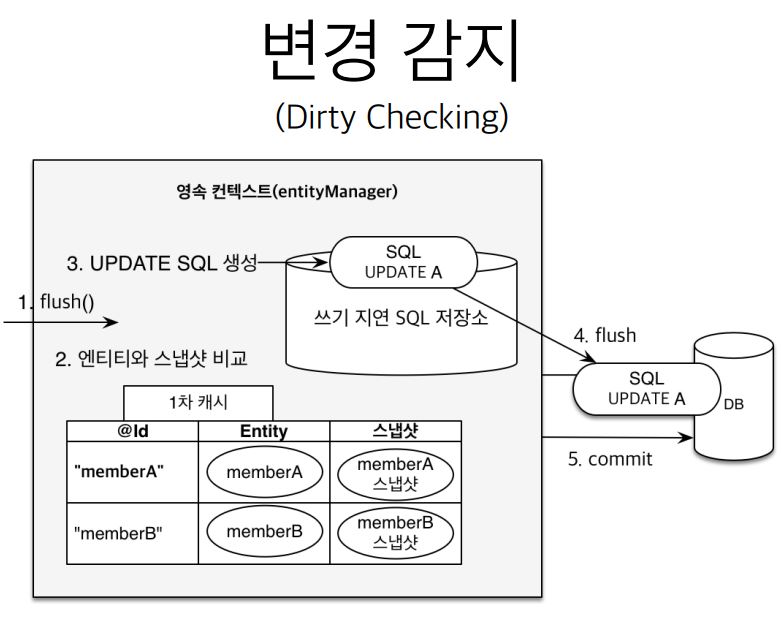 변경 감지
(Dirty Checking)
영속 컨텍스트(entityManager)
3. UPDATE SQL 생성
SQL
UPDATE A
1. flush()
쓰기 지연 SQL 저장소
4. flush
2. 엔티티와 스냅샷 비교
SQL
UPDATE A
DB
1차 캐시
@Id
Entity
스냅샷
5. commit
"memberA"
memberA
memberA
스냅샷
"memberB"
memberB
memberB
스냅샷